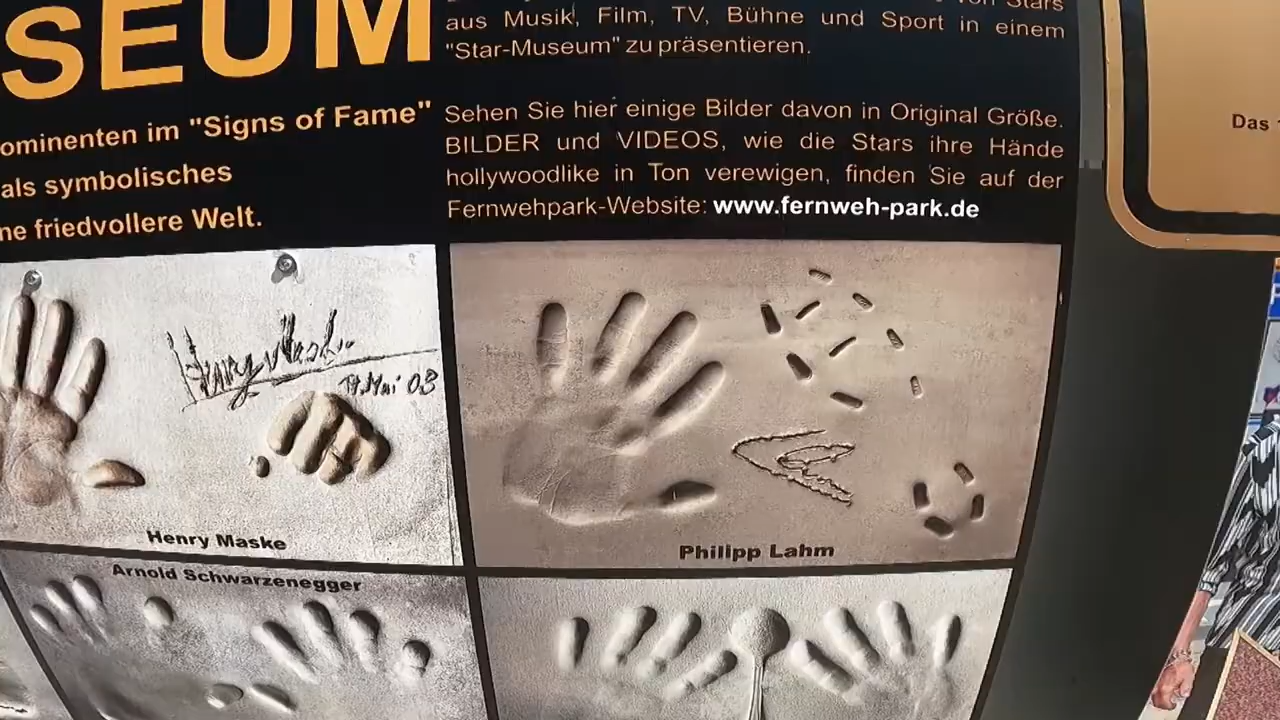 SEUM
ominenten im "Signs of Fame"
als symbolisches
ne friedvollere Welt.
von Stars
aus Musik, Film, TV, Bühne und Sport in einem
"Star-Museum" zu präsentieren.
Sehen Sie hier einige Bilder davon in Original Größe.
BILDER und VIDEOS, wie die Stars ihre Hände
hollywoodlike in Ton verewigen, finden Sie auf der
Fernwehpark-Website: www.fernweh-park.de
Das
Henry Maske
Philipp Lahm
Arnold Schwarzenegger